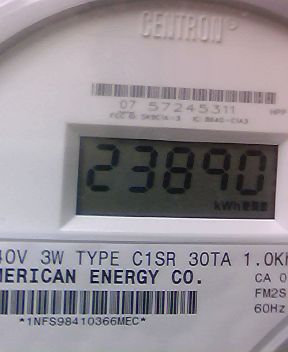 CENTRON®
07 57245311
23890
kWh
40V 3W TYPE C1SR 30TA 1.0K
MERICAN ENERGY CO.
CA 0
FM2S
60Hz
*1NFS98410366MEC*